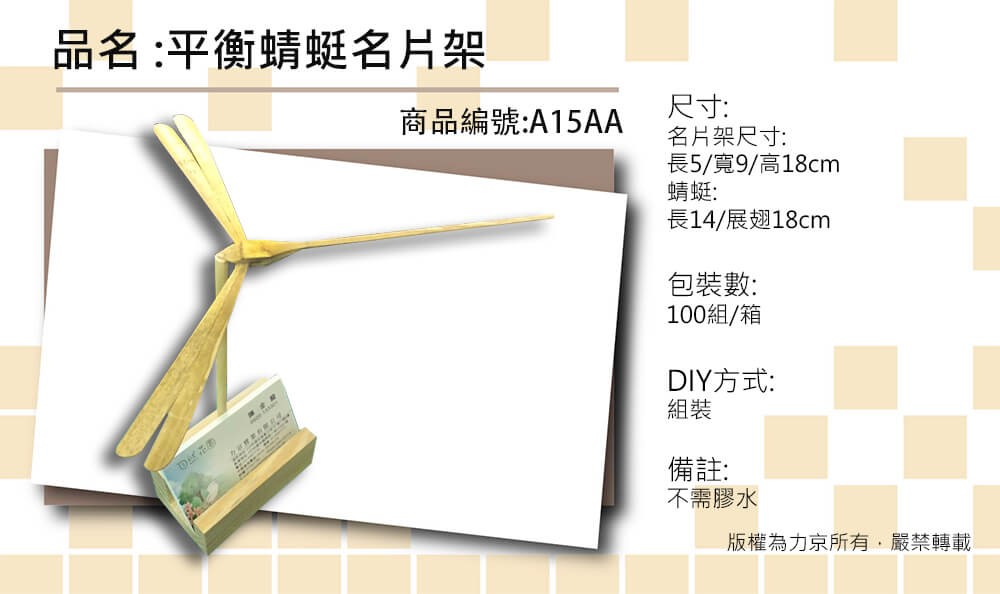 品名 :平衡蜻蜓名片架
商品編號:A15AA
尺寸:
名片架尺寸:
長5/寬9/高18cm
蜻蜓:
長14/展翅18cm
包裝數:
100組/箱
DIY方式:
組裝
備註:
不需膠水
版權為力京所有，嚴禁轉載